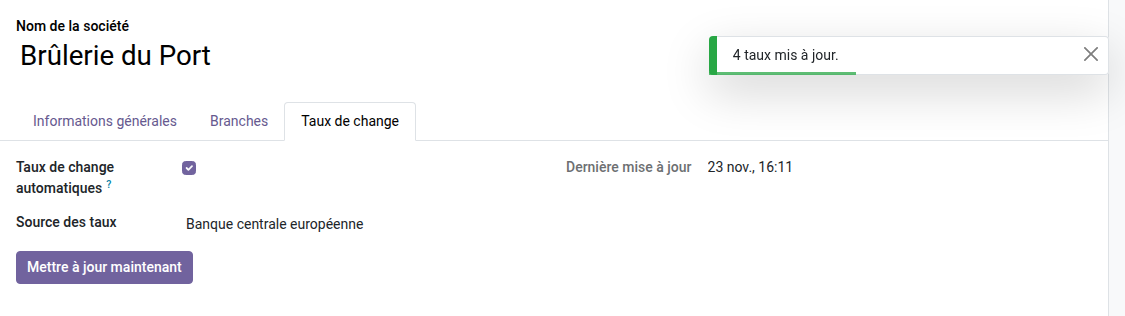 Nom de la société
Brûlerie du Port
4 taux mis à jour.
Informations générales
Branches
Taux de change
Taux de change
automatiques ?
Dernière mise à jour
23 nov., 16:11
Source des taux
Banque centrale européenne
Mettre à jour maintenant